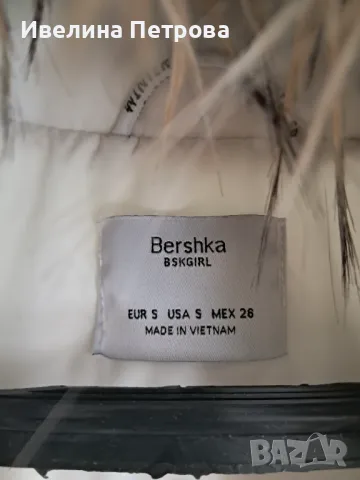 Ивелина Петрова
Bershka
BSKGIRL
EUR S USA S MEX 26
MADE IN VIETNAM
BAZAR